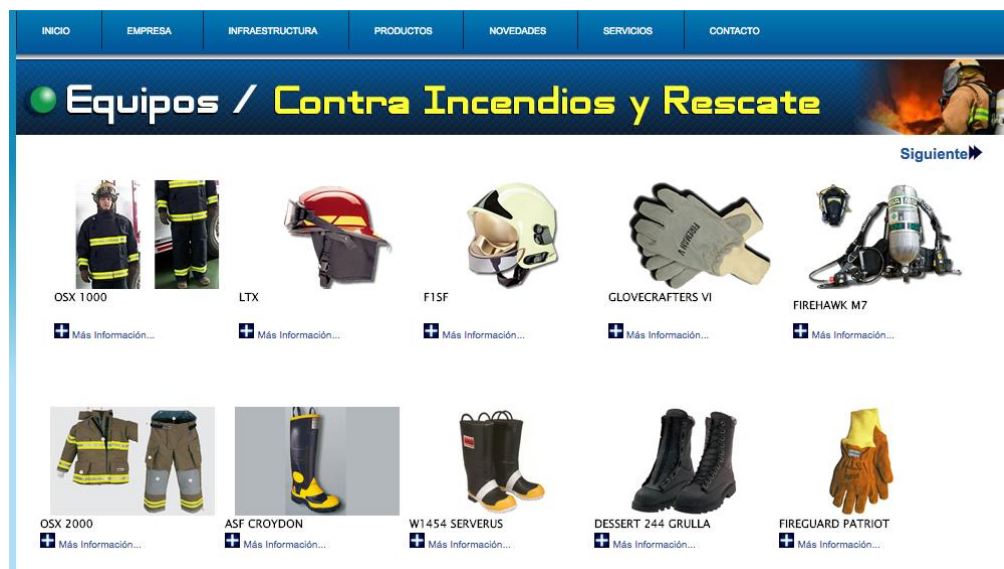 INICIO EMPRESA INFRAESTRUCTURA PRODUCTOS NOVEDADES SERVICIOS CONTACTO
Equipos / Contra Incendios y Rescate
Siguiente
OSX 1000 LTX F1SF GLOVECRAFTERS VI FIREHAWK M7
Más Información... Más Información... Más Información... Más Información... Más Información...
OSX 2000 ASF CROYDON W1454 SERVERUS DESSERT 244 GRULLA FIREGUARD PATRIOT
Más Información... Más Información... Más Información... Más Información... Más Información...